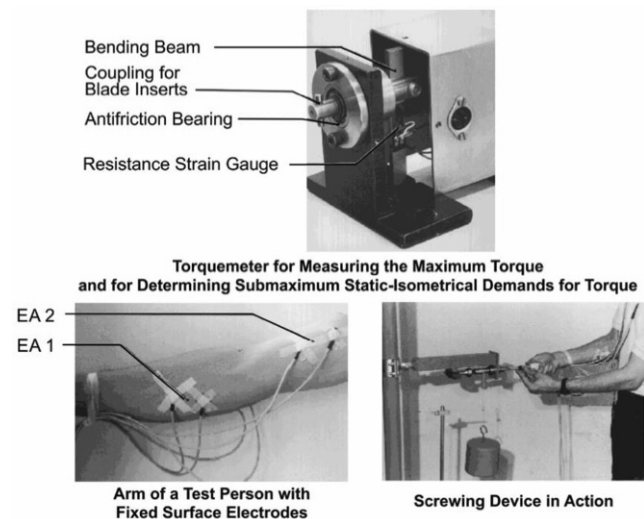 Bending Beam
Coupling for
Blade Inserts
Antifriction Bearing
Resistance Strain Gauge
Torquemeter for Measuring the Maximum Torque
and for Determining Submaximum Static-Isometrical Demands for Torque
EA 2
EA 1
Arm of a Test Person with
Fixed Surface Electrodes
Screwing Device in Action